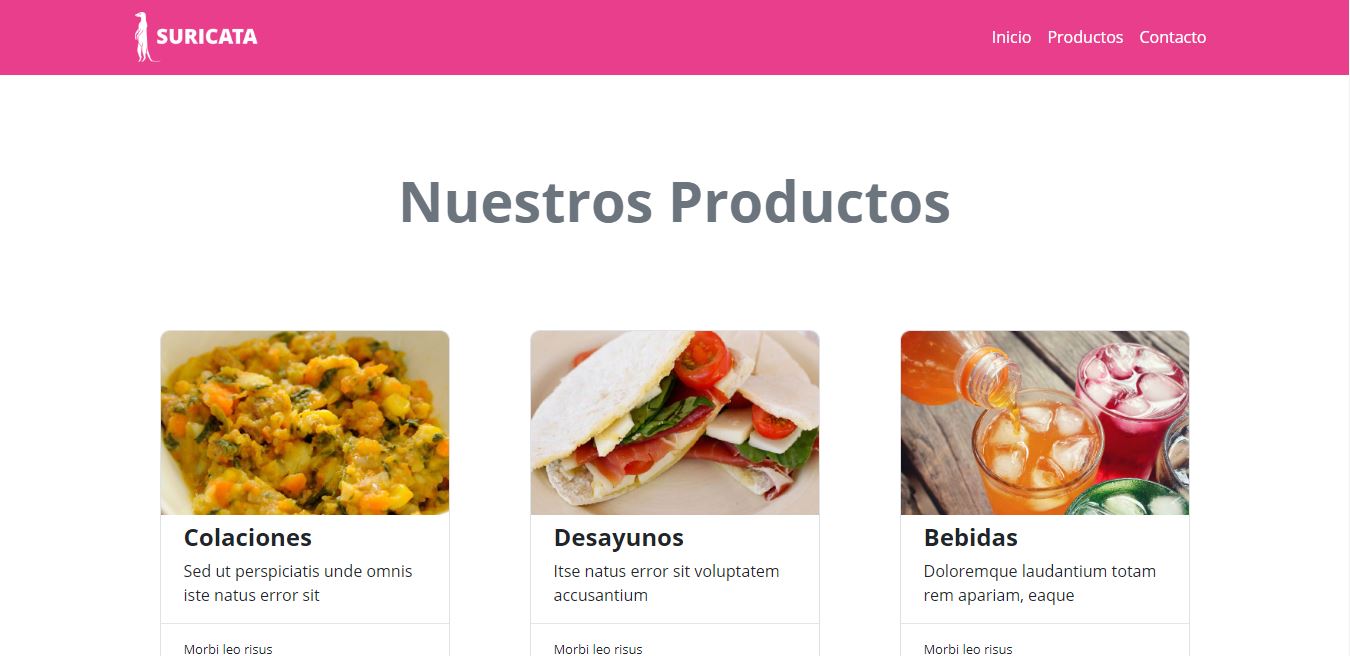 SURICATA
Inicio Productos Contacto
Nuestros Productos
Colaciones
Sed ut perspiciatis unde omnis
iste natus error sit
Morbi leo risus
Desayunos
Itse natus error sit voluptatem
accusantium
Morbi leo risus
Bebidas
Doloremque laudantium totam
rem apariam, eaque
Morbi leo risus